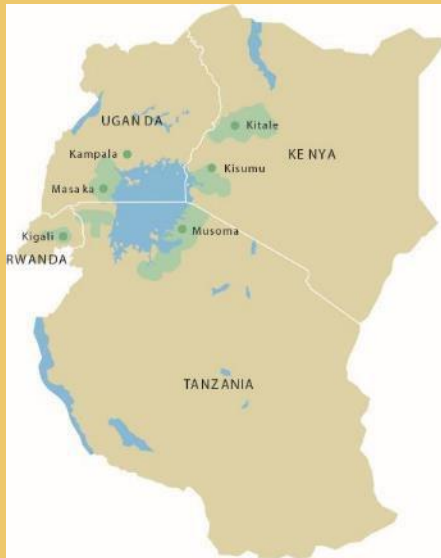 UGANDA
Kitale
Kampala
KENYA
Kisumu
Masaka
Musoma
Kigali
RWANDA
TANZANIA